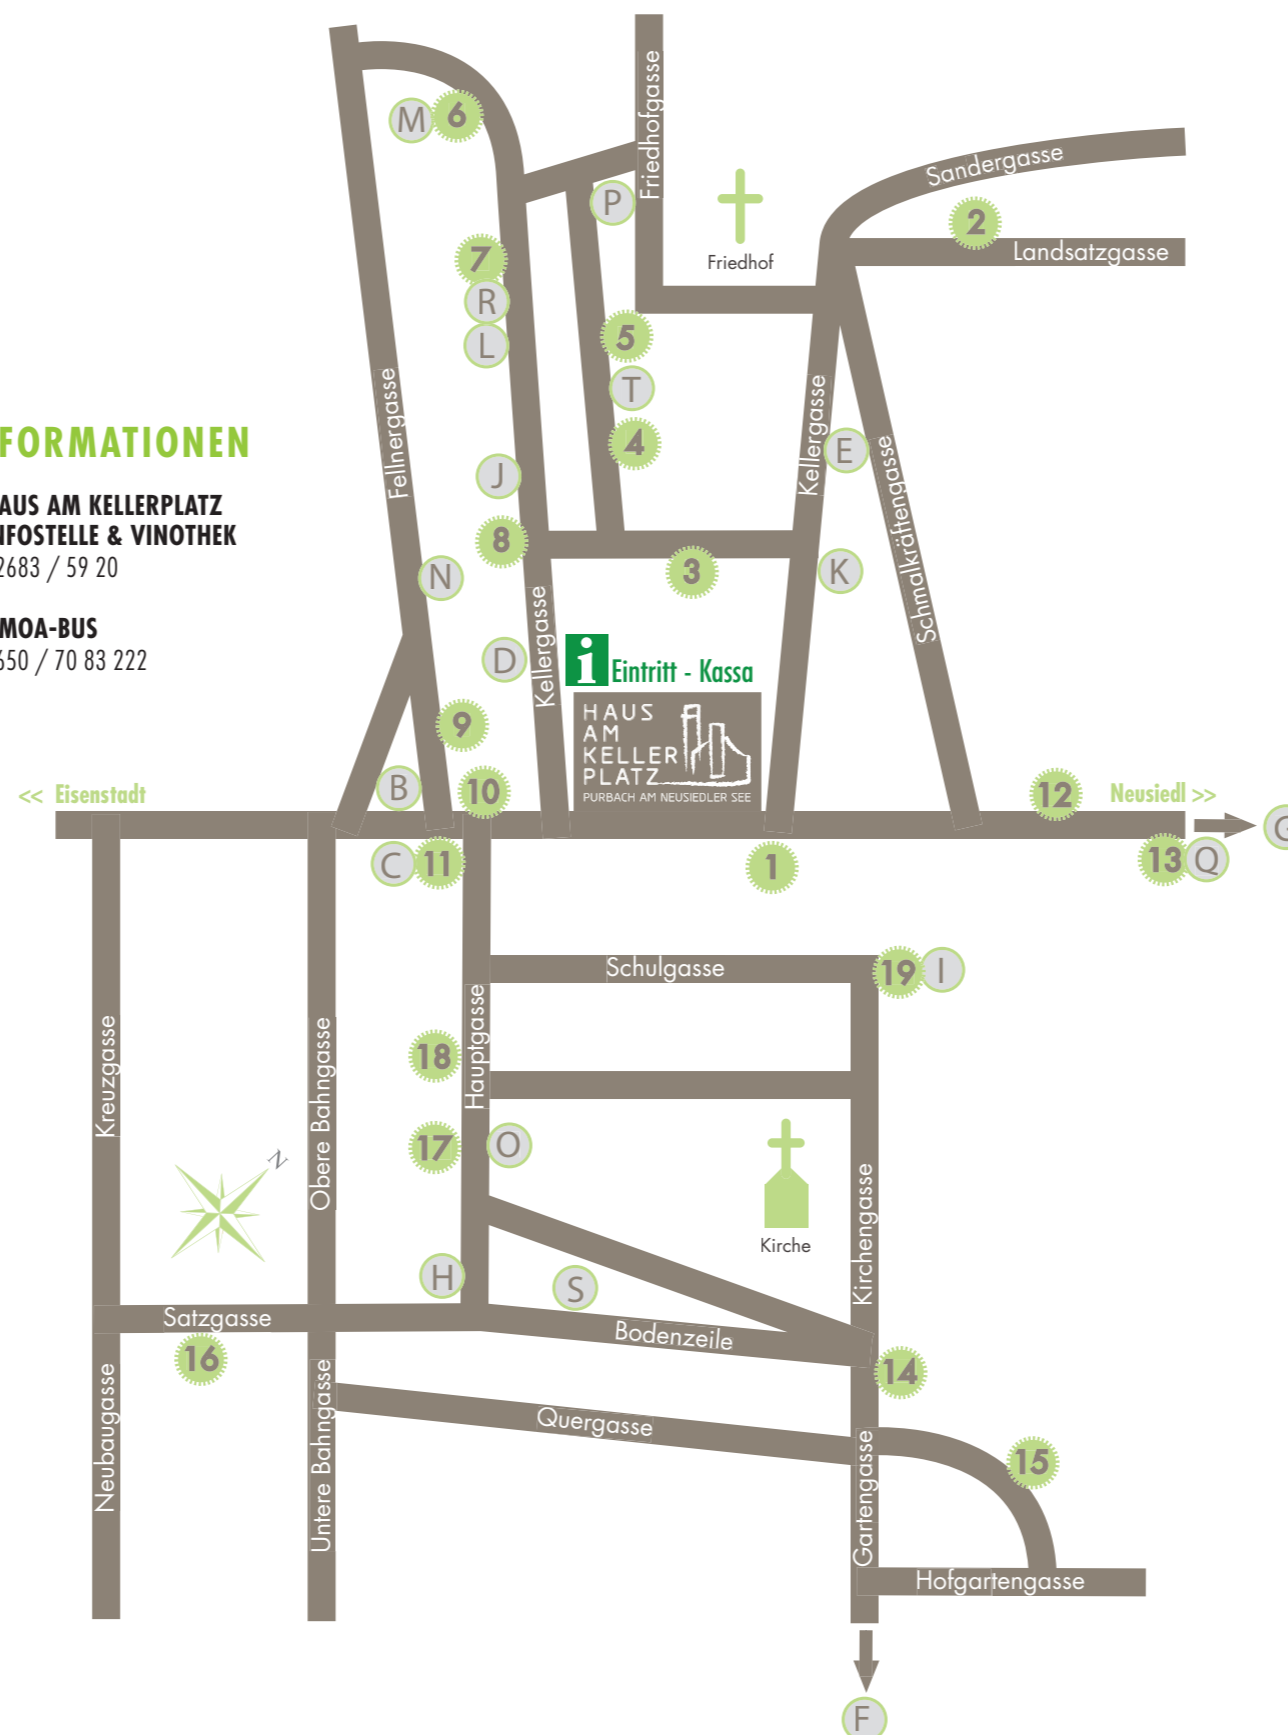 Friedhofgasse
M
6
Sandergasse
P
2
Landsatzgasse
Friedhof
7
R
L
5
T
4
Fellnergasse
Kellergasse
E
Schmalkräftengasse
FORMATIONEN
AUS AM KELLERPLATZ
NFOSTELLE & VINOTHEK
2683 / 59 20
MOA-BUS
650 / 70 83 222
J
8
3
K
N
Kellergasse
D
i Eintritt - Kassa
HAUS
AM
KELLER
PLATZ
PURBACH AM NEUSIEDLER SEE
9
B
10
12
<< Eisenstadt
Neusiedl >>
C
11
1
13
Q
G
Schulgasse
19
I
Kreuzgasse
Obere Bahngasse
Hauptgasse
18
17
O
N
Kirche
Kirchengasse
H
S
Satzgasse
Bodenzeile
16
14
Neubaugasse
Untere Bahngasse
Quergasse
Gartengasse
15
Hofgartengasse
F